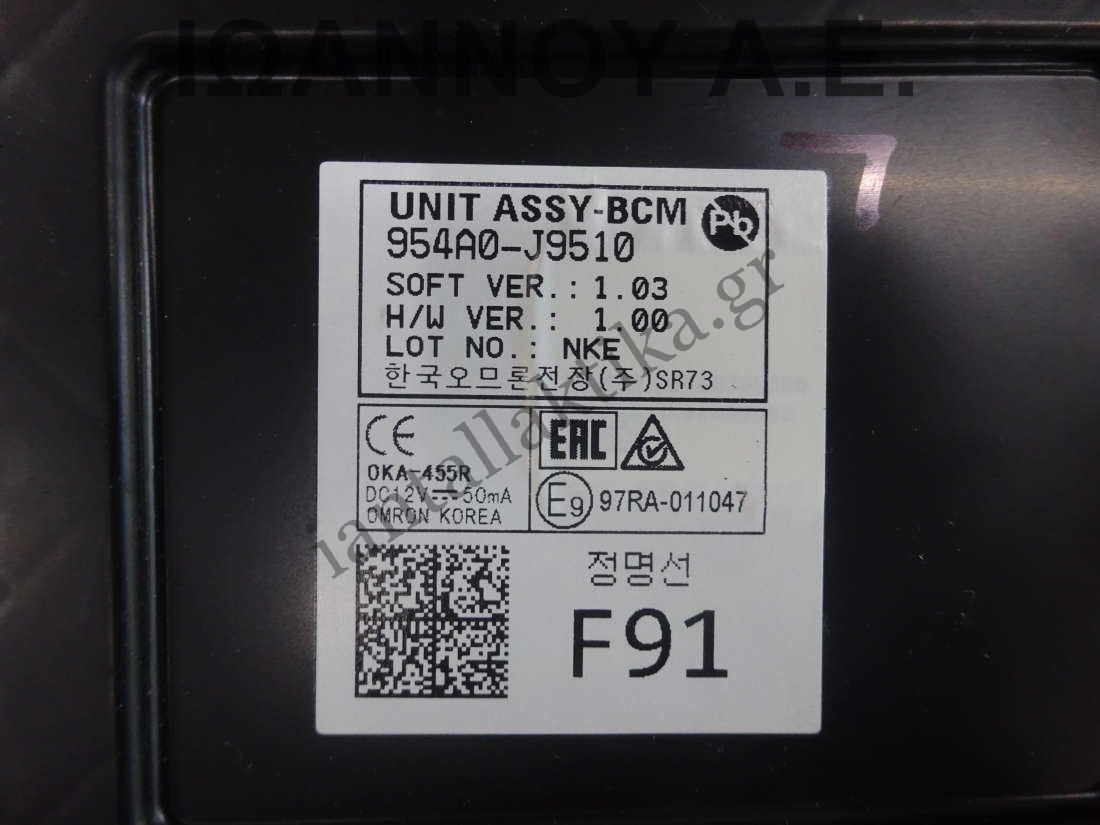 ΙΩΑΝΝΟΥ Α.Ε.
7
UNIT ASSY-BCM
Pb
954A0-J9510
SOFT VER.: 1.03
H/W VER.: 1.00
LOT NO.: NKE
한국오므론전장(주)SR73
CE
EAC
OKA-455R
DC12V⎓50mA
OMRON KOREA
E9 97RA-011047
정명선
F91
iantallaktika.gr